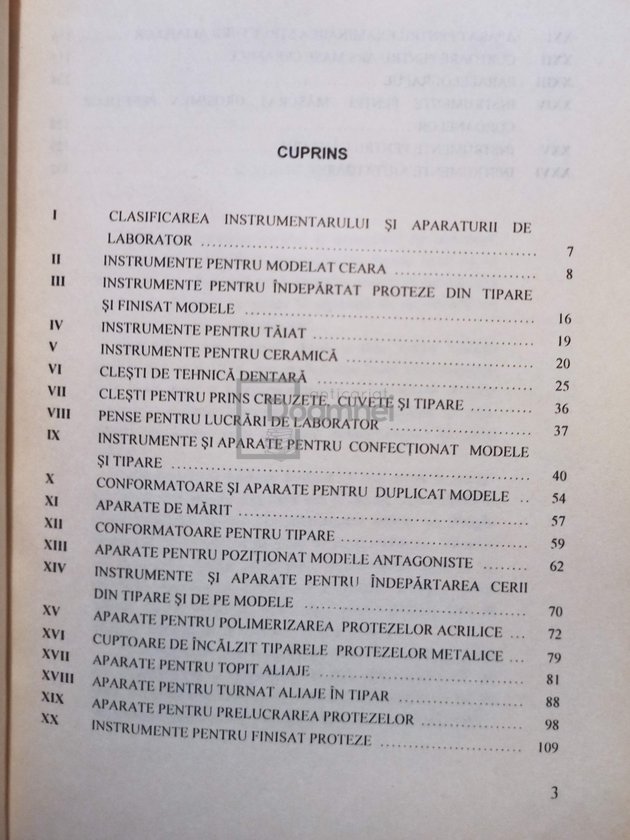 CUPRINS
I CLASIFICAREA INSTRUMENTARULUI ŞI APARATURII DE
LABORATOR ........ 7
II INSTRUMENTE PENTRU MODELAT CEARA ........ 8
III INSTRUMENTE PENTRU ÎNDEPĂRTAT PROTEZE DIN TIPARE
ŞI FINISAT MODELE ........ 16
IV INSTRUMENTE PENTRU TĂIAT ........ 19
V INSTRUMENTE PENTRU CERAMICĂ ........ 20
VI CLEŞTI DE TEHNICĂ DENTARĂ ........ 25
VII CLEŞTI PENTRU PRINS CREUZETE, CUVETE ŞI TIPARE ........ 36
VIII PENSE PENTRU LUCRĂRI DE LABORATOR ........ 37
IX INSTRUMENTE ŞI APARATE PENTRU CONFECŢIONAT MODELE
ŞI TIPARE ........ 40
X CONFORMATOARE ŞI APARATE PENTRU DUPLICAT MODELE .. 54
XI APARATE DE MĂRIT ........ 57
XII CONFORMATOARE PENTRU TIPARE ........ 59
XIII APARATE PENTRU POZIŢIONAT MODELE ANTAGONISTE ........ 62
XIV INSTRUMENTE ŞI APARATE PENTRU ÎNDEPĂRTAREA CERII
DIN TIPARE ŞI DE PE MODELE ........ 70
XV APARATE PENTRU POLIMERIZAREA PROTEZELOR ACRILICE ... 72
XVI CUPTOARE DE ÎNCĂLZIT TIPARELE PROTEZELOR METALICE ... 79
XVII APARATE PENTRU TOPIT ALIAJE ........ 81
XVIII APARATE PENTRU TURNAT ALIAJE ÎN TIPAR ........ 88
XIX APARATE PENTRU PRELUCRAREA PROTEZELOR ........ 98
XX INSTRUMENTE PENTRU FINISAT PROTEZE ........ 109
3